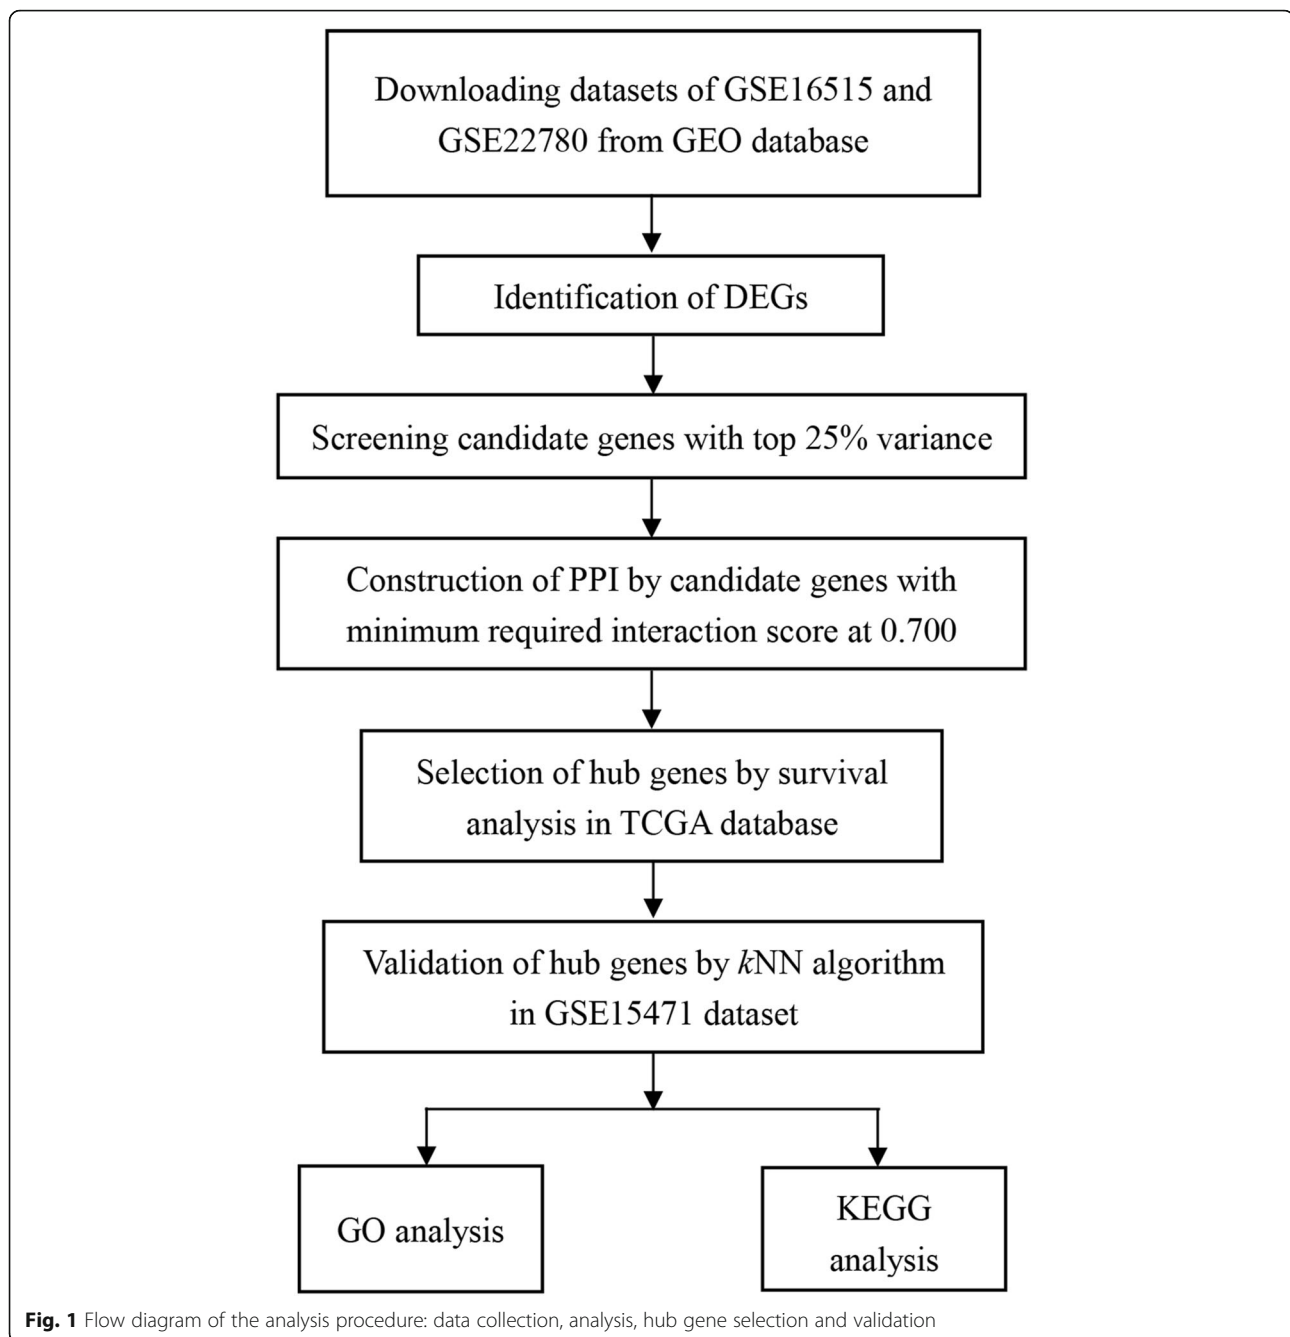 Downloading datasets of GSE16515 and
GSE22780 from GEO database
Identification of DEGs
Screening candidate genes with top 25% variance
Construction of PPI by candidate genes with
minimum required interaction score at 0.700
Selection of hub genes by survival
analysis in TCGA database
Validation of hub genes by kNN algorithm
in GSE15471 dataset
GO analysis
KEGG
analysis
Fig. 1 Flow diagram of the analysis procedure: data collection, analysis, hub gene selection and validation